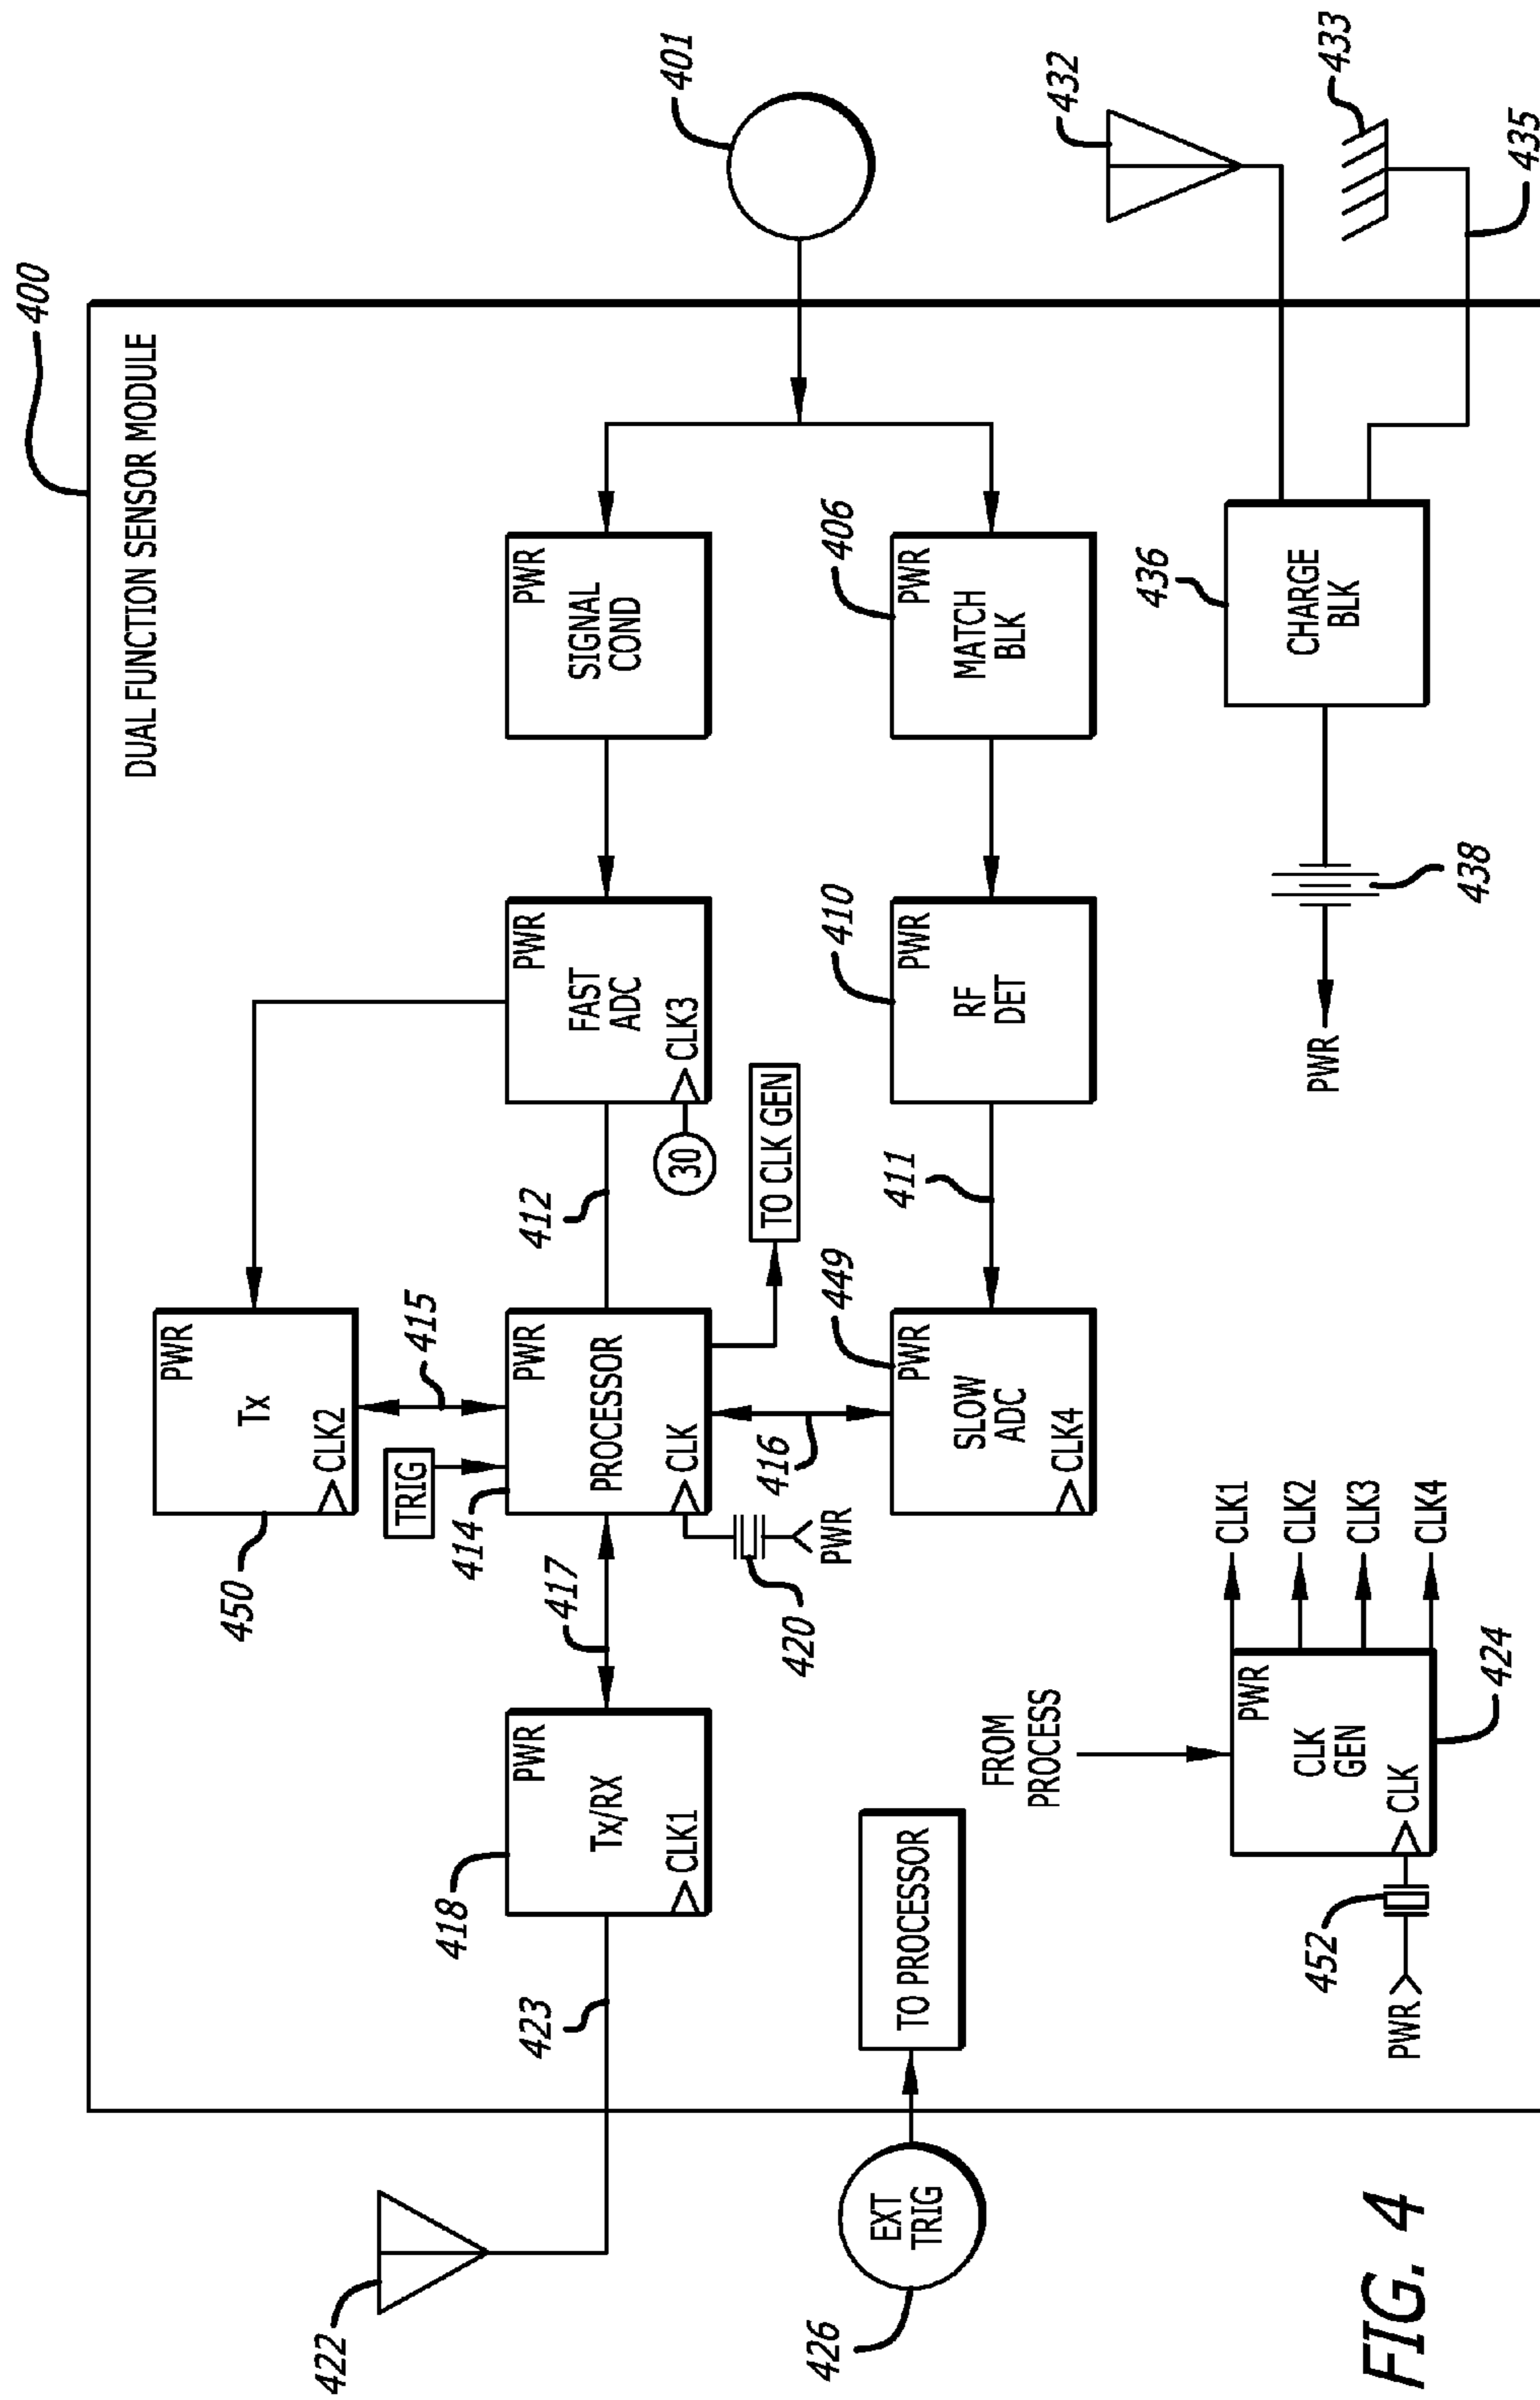 400
DUAL FUNCTION SENSOR MODULE
401
432
433
435
450
PWR
Tx
CLK2
415
TRIG
414
PWR
PROCESSOR
CLK
TO CLK GEN
412
PWR
FAST
ADC
CLK3
30
PWR
SIGNAL
COND
422
423
418
PWR
Tx/RX
CLK1
417
420
PWR
416
449
PWR
SLOW
ADC
CLK4
411
410
PWR
RF
DET
406
PWR
MATCH
BLK
426
EXT
TRIG
TO PROCESSOR
FROM
PROCESS
PWR
CLK
GEN
CLK
424
452
PWR
CLK1
CLK2
CLK3
CLK4
PWR
438
436
CHARGE
BLK
FIG. 4